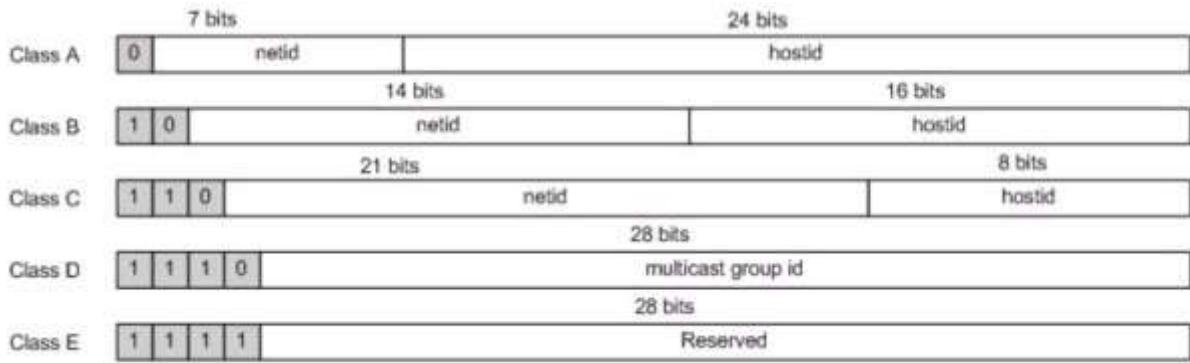 7 bits 24 bits
Class A 0 netid hostid
14 bits 16 bits
Class B 1 0 netid hostid
21 bits 8 bits
Class C 1 1 0 netid hostid
28 bits
Class D 1 1 1 0 multicast group id
28 bits
Class E 1 1 1 1 Reserved